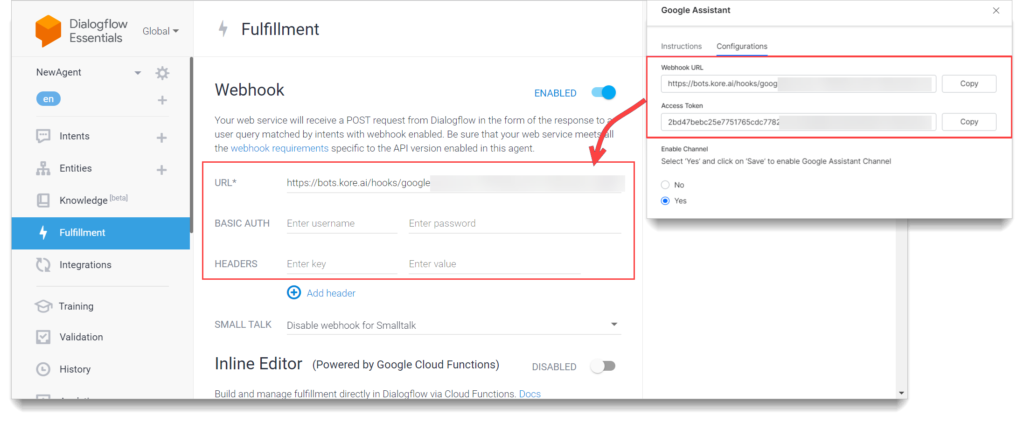 Dialogflow
Essentials
Global
NewAgent
en
Intents
Entities
Knowledge [beta]
Fulfillment
Integrations
Training
Validation
History
Fulfillment
Webhook
ENABLED
Your web service will receive a POST request from Dialogflow in the form of the response to a
user query matched by intents with webhook enabled. Be sure that your web service meets all
the webhook requirements specific to the API version enabled in this agent.
URL*
https://bots.kore.ai/hooks/google
BASIC AUTH
Enter username
Enter password
HEADERS
Enter key
Enter value
Add header
SMALL TALK
Disable webhook for Smalltalk
Inline Editor (Powered by Google Cloud Functions)
DISABLED
Build and manage fulfillment directly in Dialogflow via Cloud Functions. Docs
Google Assistant
Instructions
Configurations
Webhook URL
https://bots.kore.ai/hooks/goog
Copy
Access Token
2bd47bebc25e7751765cdc7782
Copy
Enable Channel
Select 'Yes' and click on 'Save' to enable Google Assistant Channel
No
Yes